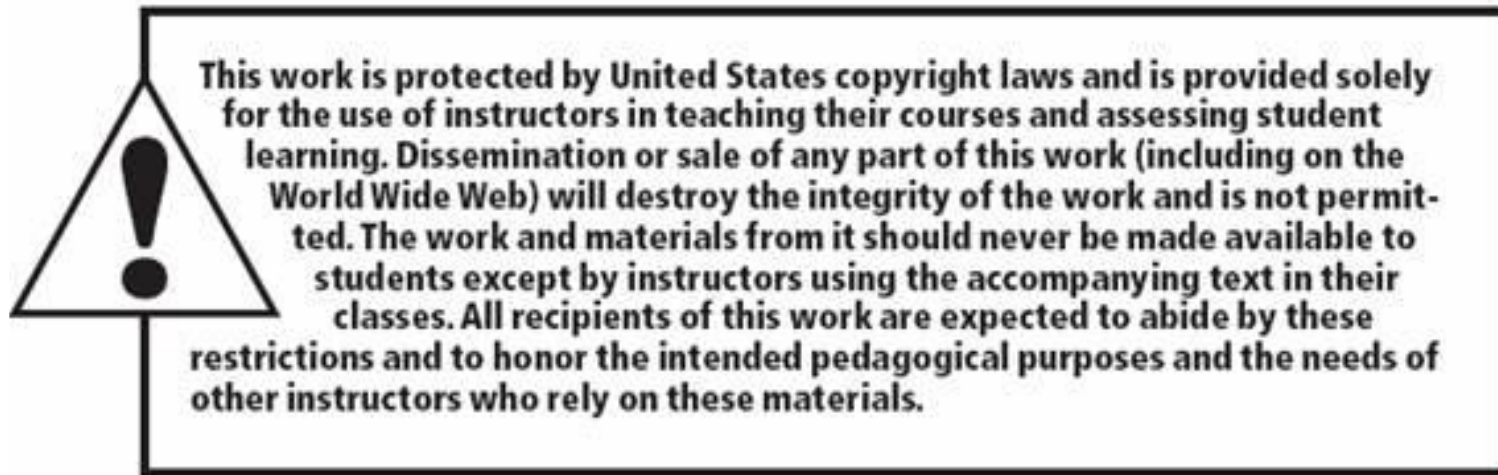 This work is protected by United States copyright laws and is provided solely
for the use of instructors in teaching their courses and assessing student
learning. Dissemination or sale of any part of this work (including on the
World Wide Web) will destroy the integrity of the work and is not permit-
ted. The work and materials from it should never be made available to
students except by instructors using the accompanying text in their
classes. All recipients of this work are expected to abide by these
restrictions and to honor the intended pedagogical purposes and the needs of
other instructors who rely on these materials.